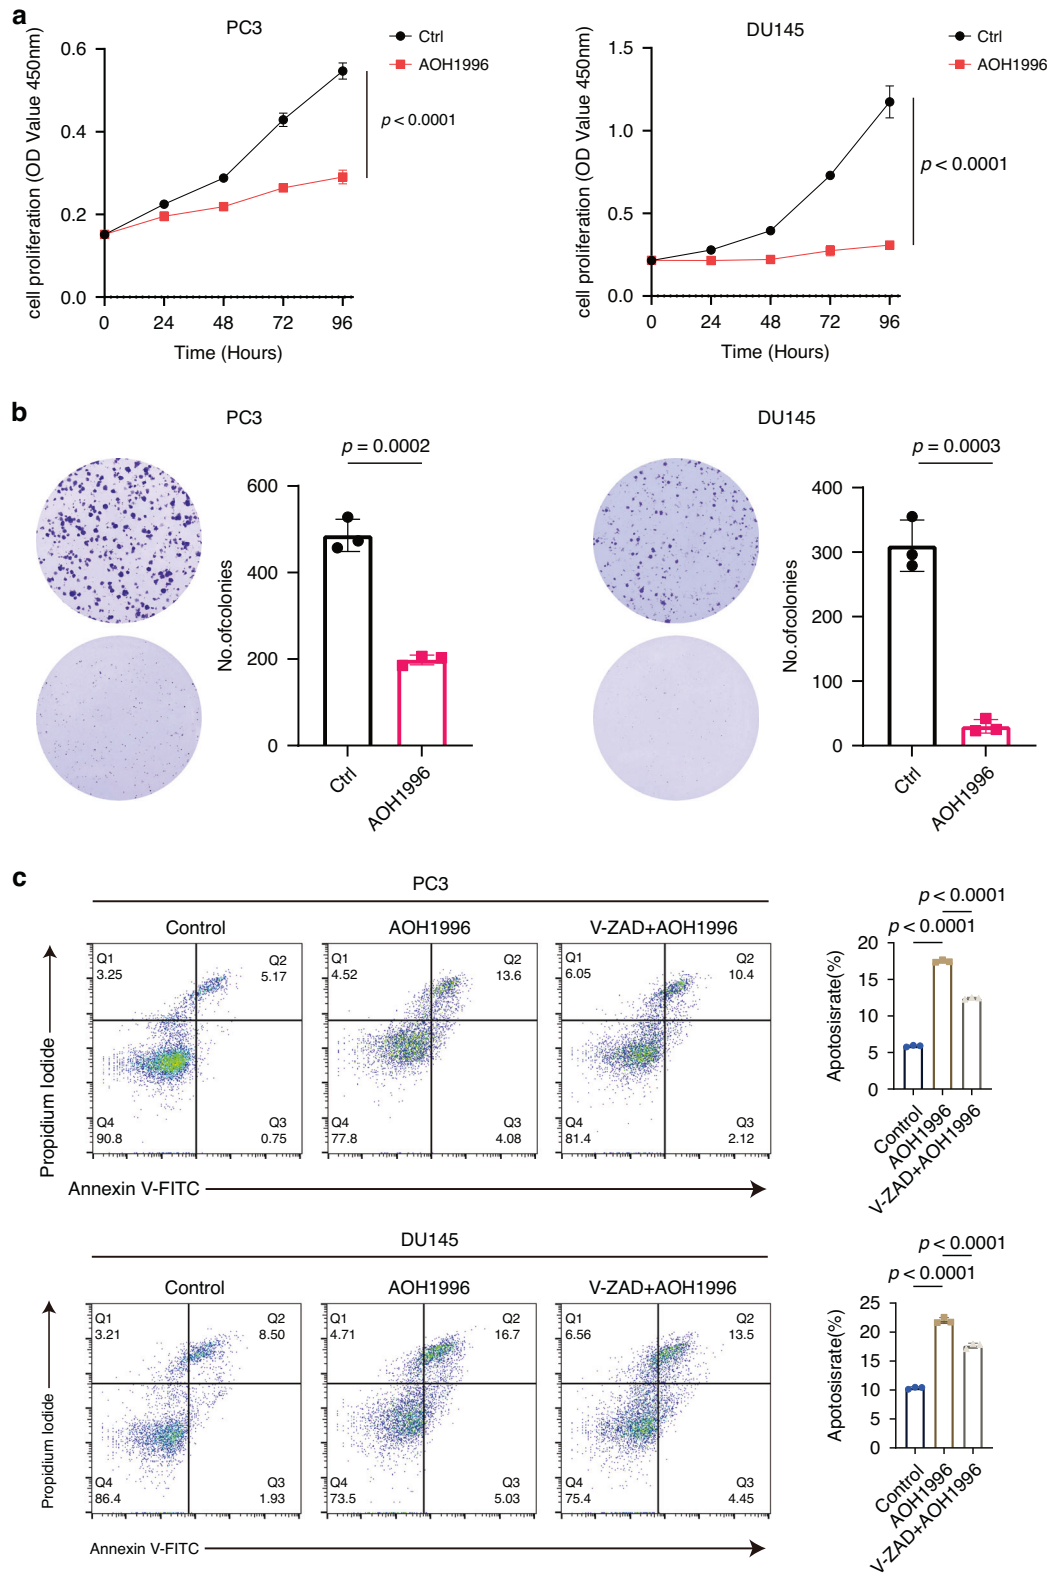 a
PC3
Ctrl
AOH1996
cell proliferation (OD Value 450nm)
0.6
0.4
0.2
0.0
p < 0.0001
0 24 48 72 96
Time (Hours)
DU145
Ctrl
AOH1996
cell proliferation (OD Value 450nm)
1.5
1.0
0.5
0.0
p < 0.0001
0 24 48 72 96
Time (Hours)
b
PC3
p = 0.0002
No.ofcolonies
600
400
200
0
Ctrl
AOH1996
DU145
p = 0.0003
No.ofcolonies
400
300
200
100
0
Ctrl
AOH1996
c
PC3
Control
AOH1996
V-ZAD+AOH1996
Propidium Iodide
Q1
3.25
Q2
5.17
Q4
90.8
Q3
0.75
Q1
4.52
Q2
13.6
Q4
77.8
Q3
4.08
Q1
6.05
Q2
10.4
Q4
81.4
Q3
2.12
Annexin V-FITC
p < 0.0001
p < 0.0001
Apotosisrate(%)
20
15
10
5
0
Control
AOH1996
V-ZAD+AOH1996
DU145
Control
AOH1996
V-ZAD+AOH1996
Propidium Iodide
Q1
3.21
Q2
8.50
Q4
86.4
Q3
1.93
Q1
4.71
Q2
16.7
Q4
73.5
Q3
5.03
Q1
6.56
Q2
13.5
Q4
75.4
Q3
4.45
Annexin V-FITC
p < 0.0001
p < 0.0001
Apotosisrate(%)
25
20
15
10
5
0
Control
AOH1996
V-ZAD+AOH1996